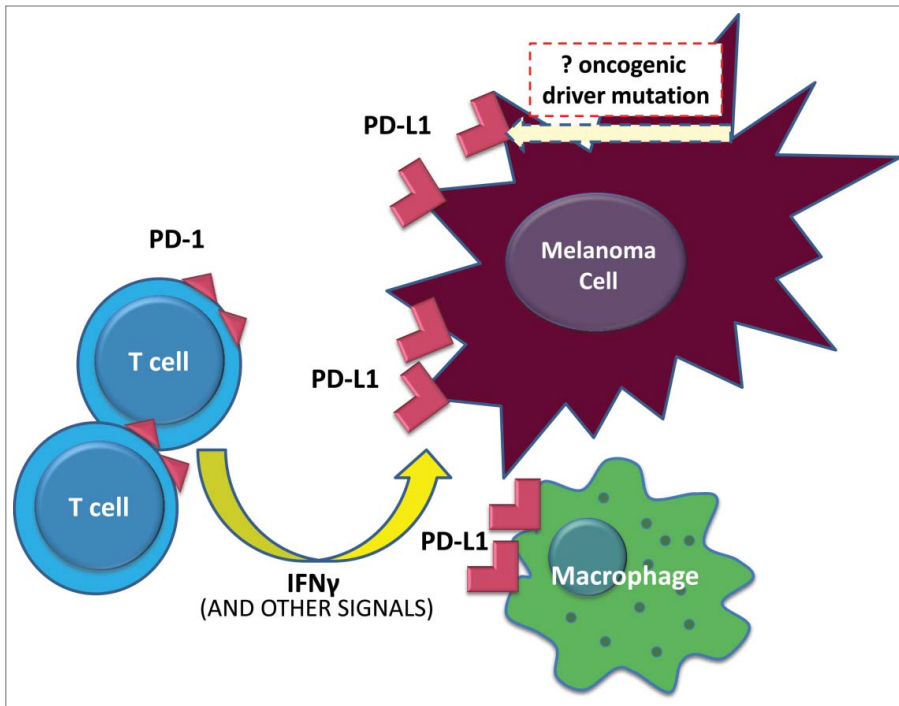 ? oncogenic
driver mutation
PD-L1
Melanoma
Cell
PD-1
T cell
PD-L1
T cell
PD-L1
Macrophage
IFNγ
(AND OTHER SIGNALS)